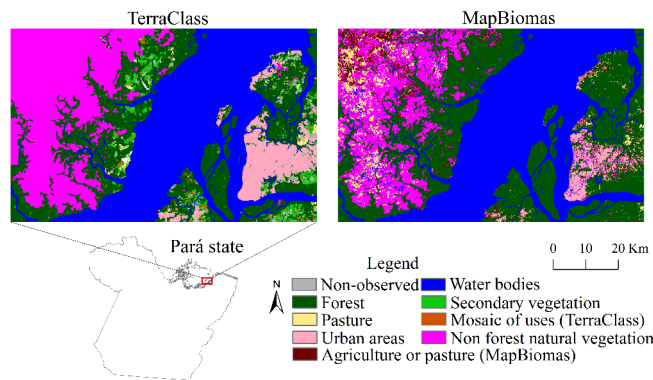 TerraClass
MapBiomas
Pará state
0 10 20 Km
N
Legend
Non-observed
Water bodies
Forest
Secondary vegetation
Pasture
Mosaic of uses (TerraClass)
Urban areas
Non forest natural vegetation
Agriculture or pasture (MapBiomas)